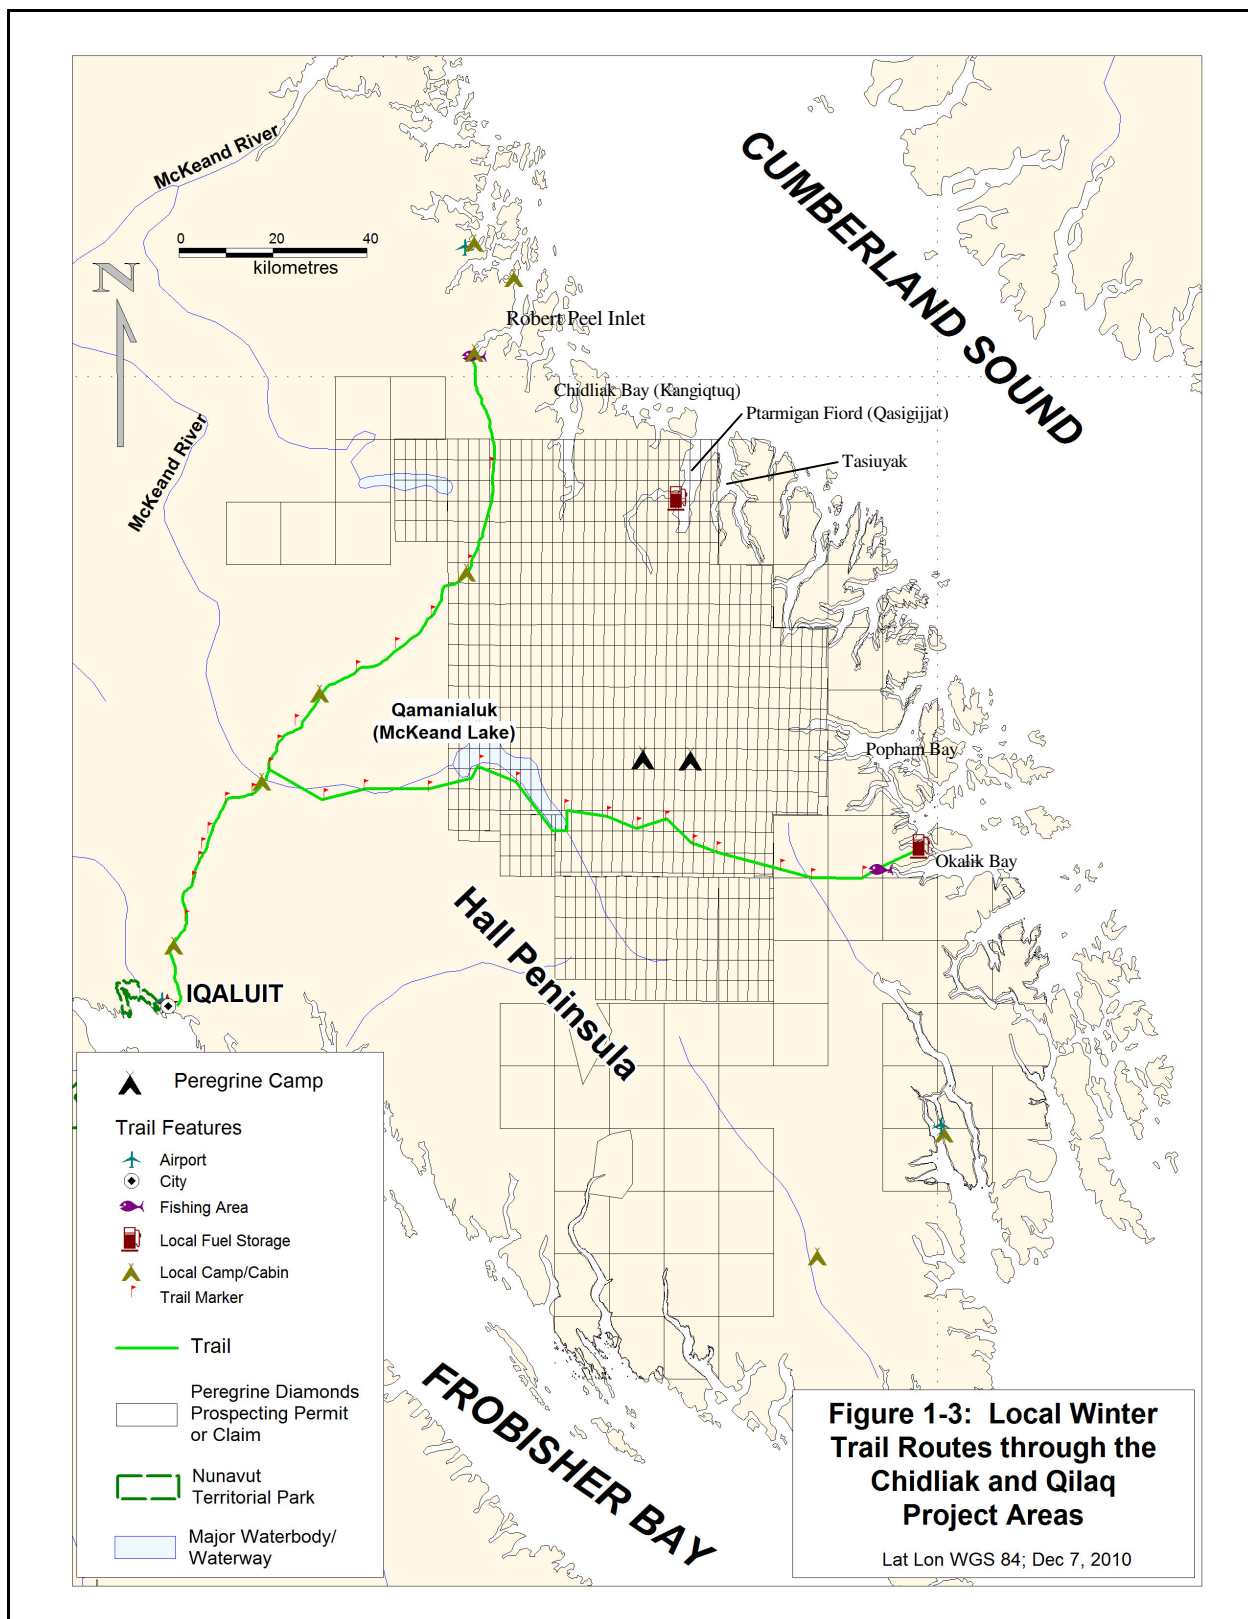 CUMBERLAND SOUND
McKeand River
0 20 40
kilometres
N
Robert Peel Inlet
Chidliak Bay (Kangiqtuq)
Ptarmigan Fiord (Qasigijjat)
Tasiuyak
McKeand River
Qamanialuk
(McKeand Lake)
Popham Bay
Okalik Bay
Hall Peninsula
IQALUIT
FROBISHER BAY
Peregrine Camp
Trail Features
Airport
City
Fishing Area
Local Fuel Storage
Local Camp/Cabin
Trail Marker
Trail
Peregrine Diamonds
Prospecting Permit
or Claim
Nunavut
Territorial Park
Major Waterbody/
Waterway
Figure 1-3: Local Winter
Trail Routes through the
Chidliak and Qilaq
Project Areas
Lat Lon WGS 84; Dec 7, 2010